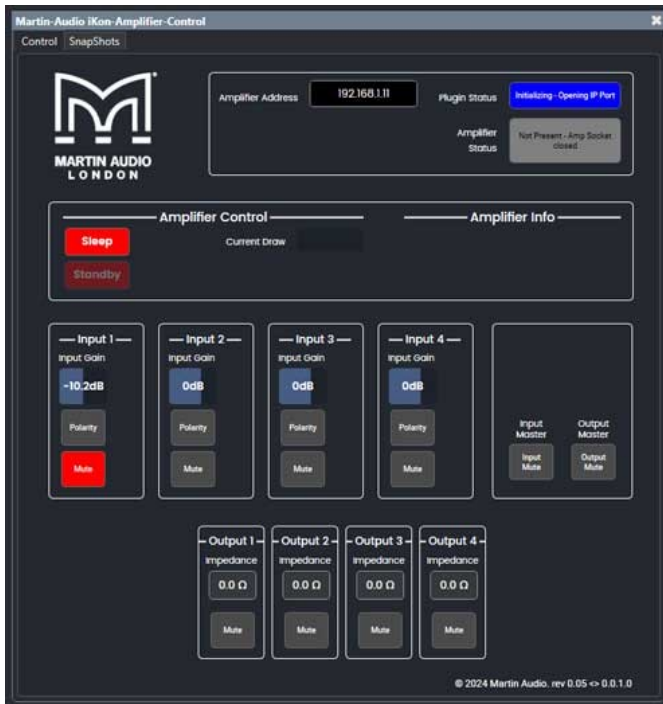 Martin-Audio iKon-Amplifier-Control
Control SnapShots
MARTIN AUDIO
LONDON
Amplifier Address 192.168.1.11 Plugin Status Initializing - Opening IP Port
Amplifier
Status
Not Present - Amp Socket
closed
Amplifier Control
Amplifier Info
Sleep Current Draw
Standby
Input 1 Input 2 Input 3 Input 4
Input Gain Input Gain Input Gain Input Gain
-10.2dB 0dB 0dB 0dB
Polarity Polarity Polarity Polarity
Mute Mute Mute Mute
Input
Master
Output
Master
Input
Mute
Output
Mute
Output 1 Output 2 Output 3 Output 4
Impedance Impedance Impedance Impedance
0.0 Ω 0.0 Ω 0.0 Ω 0.0 Ω
Mute Mute Mute Mute
© 2024 Martin Audio. rev 0.05 <> 0.0.1.0